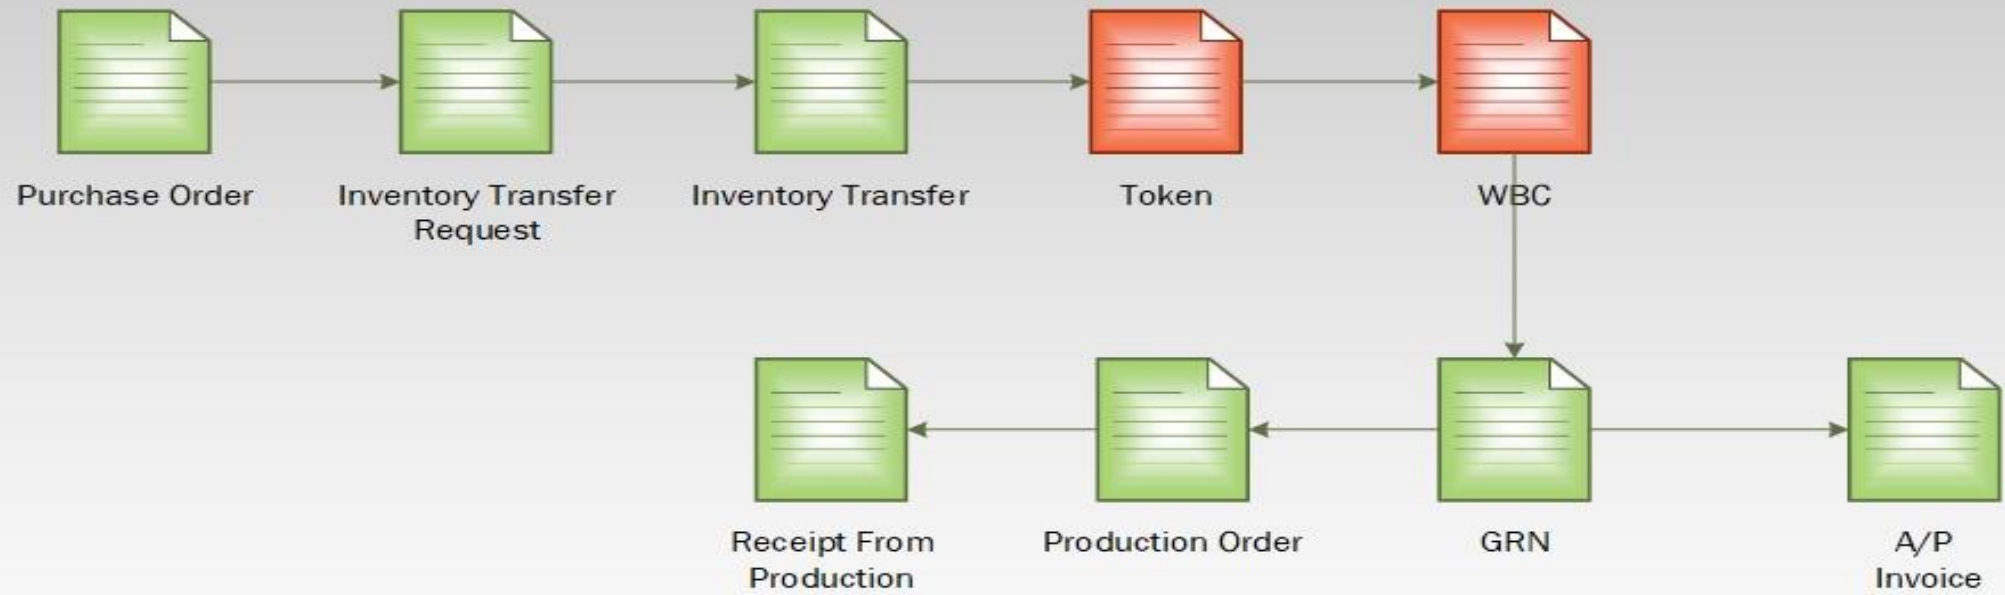 Purchase Order
Inventory Transfer
Request
Inventory Transfer
Token
WBC
Receipt From
Production
Production Order
GRN
A/P
Invoice